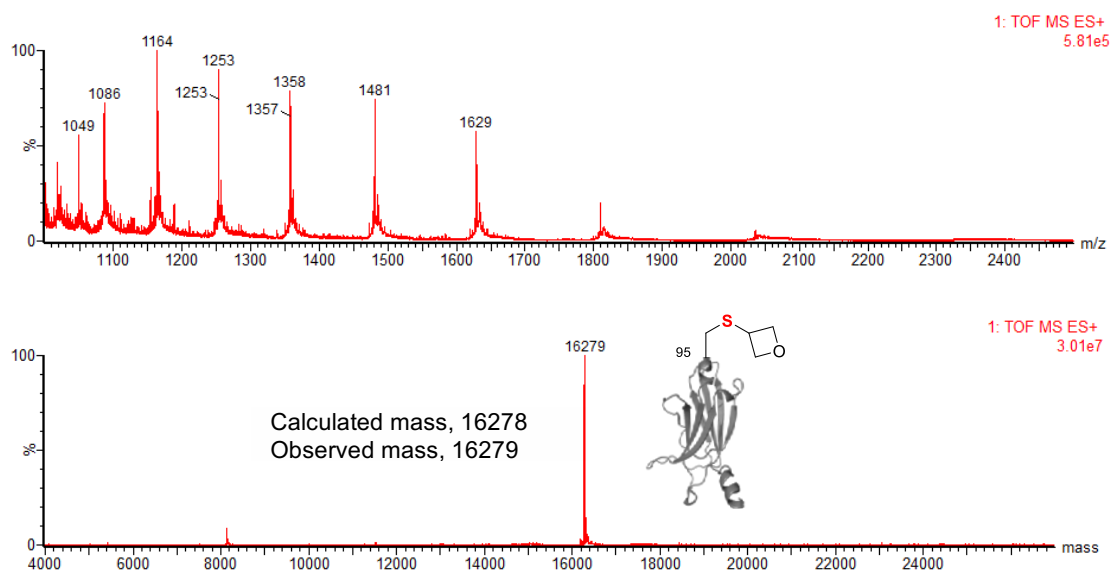 1: TOF MS ES+
5.81e5
100
%
0
1049
1086
1164
1253
1253
1358
1357
1481
1629
1100 1200 1300 1400 1500 1600 1700 1800 1900 2000 2100 2200 2300 2400
m/z
1: TOF MS ES+
3.01e7
100
%
0
16279
S
O
95
Calculated mass, 16278
Observed mass, 16279
4000 6000 8000 10000 12000 14000 16000 18000 20000 22000 24000
mass